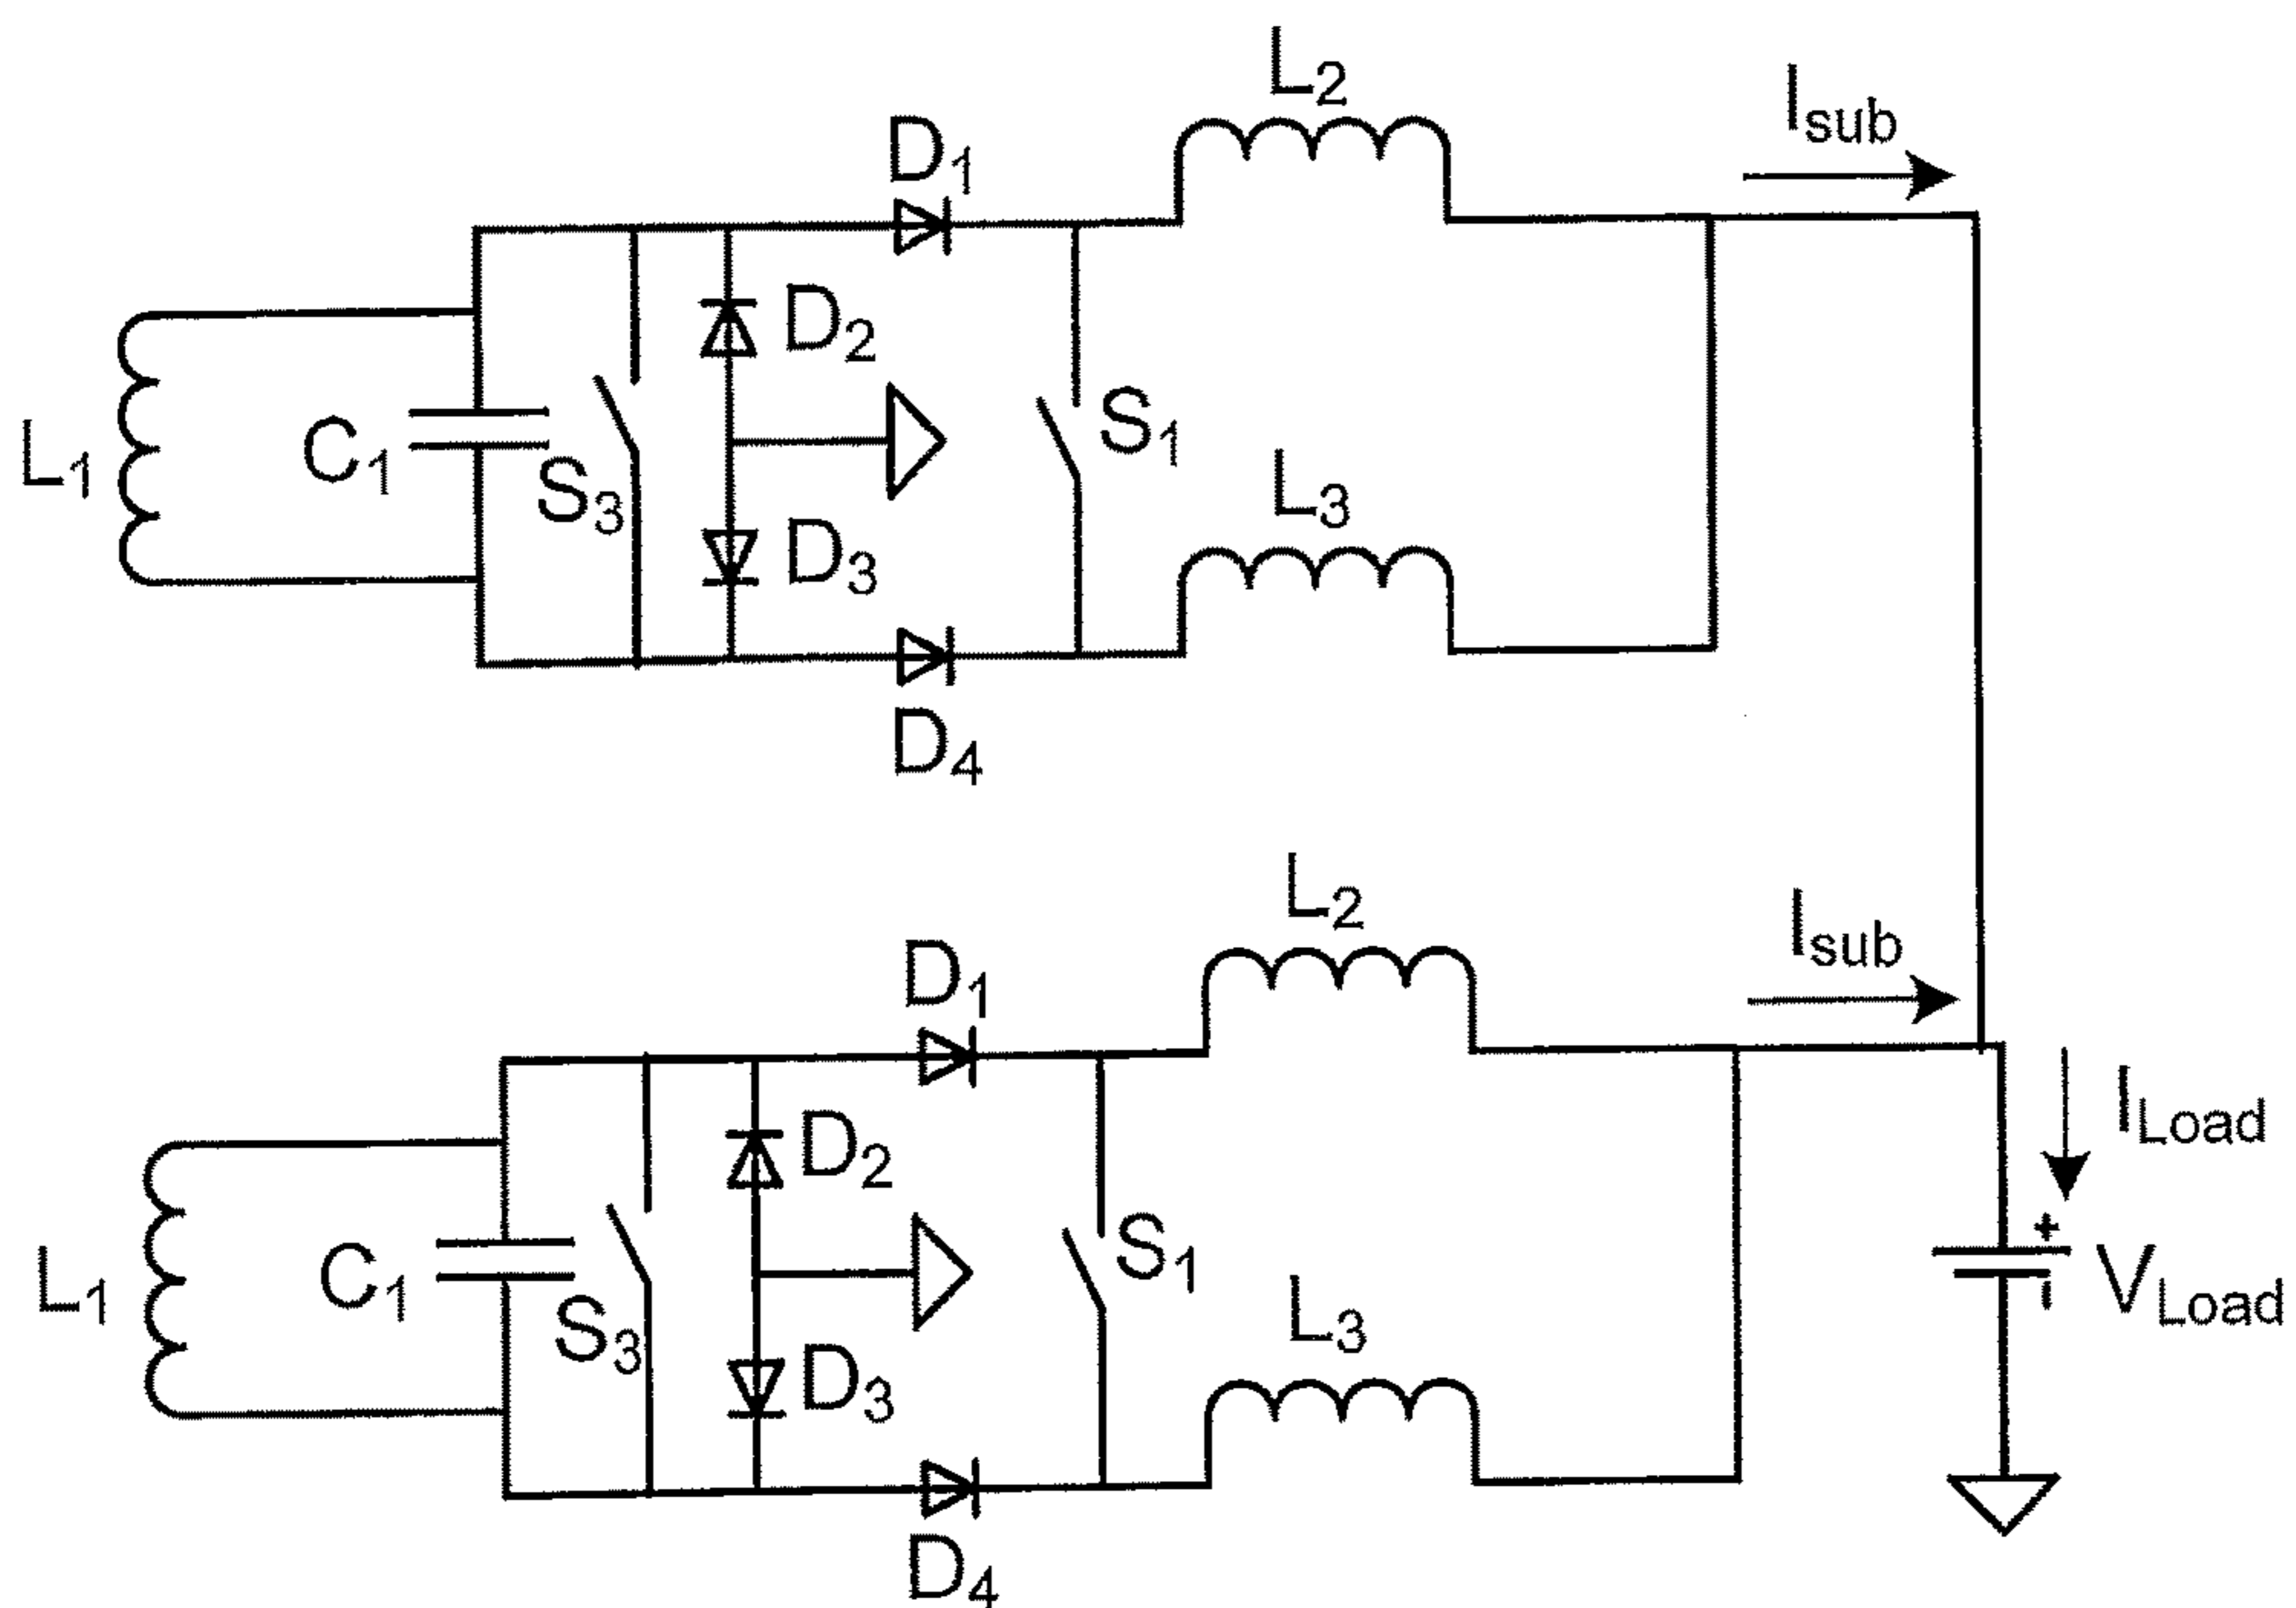 L2
Isub
D1
D2
S1
L1
C1
S3
L3
D3
D4
L2
Isub
D1
D2
ILoad
S1
+
L1
C1
VLoad
-
S3
L3
D3
D4